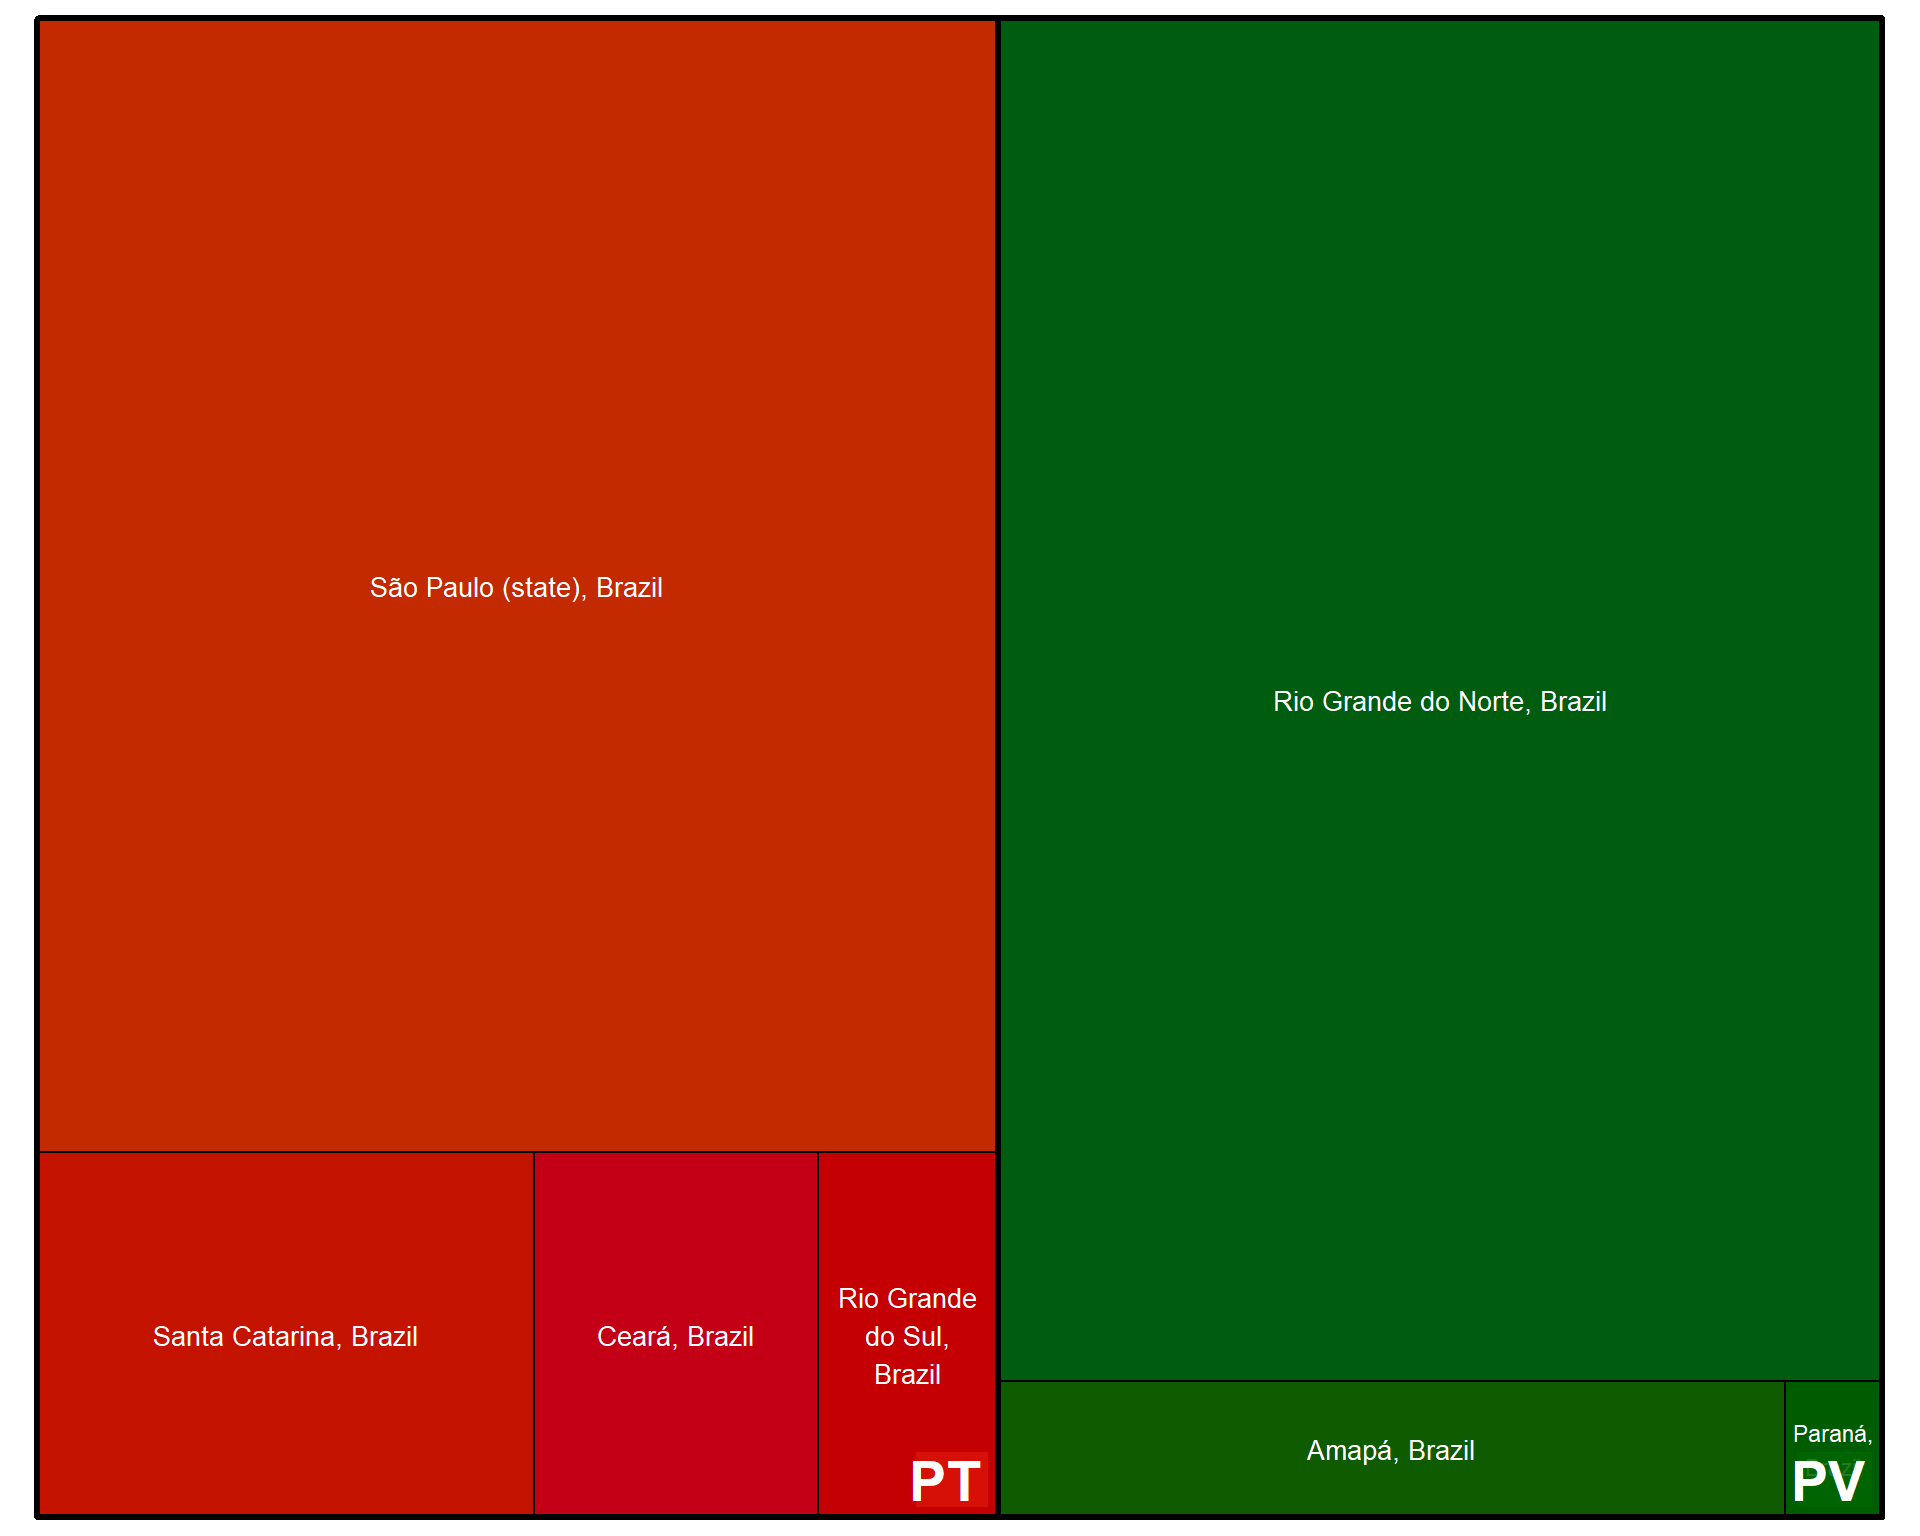 São Paulo (state), Brazil
Santa Catarina, Brazil
Ceará, Brazil
Rio Grande
do Sul,
Brazil
PT
Rio Grande do Norte, Brazil
Amapá, Brazil
Paraná,
PV